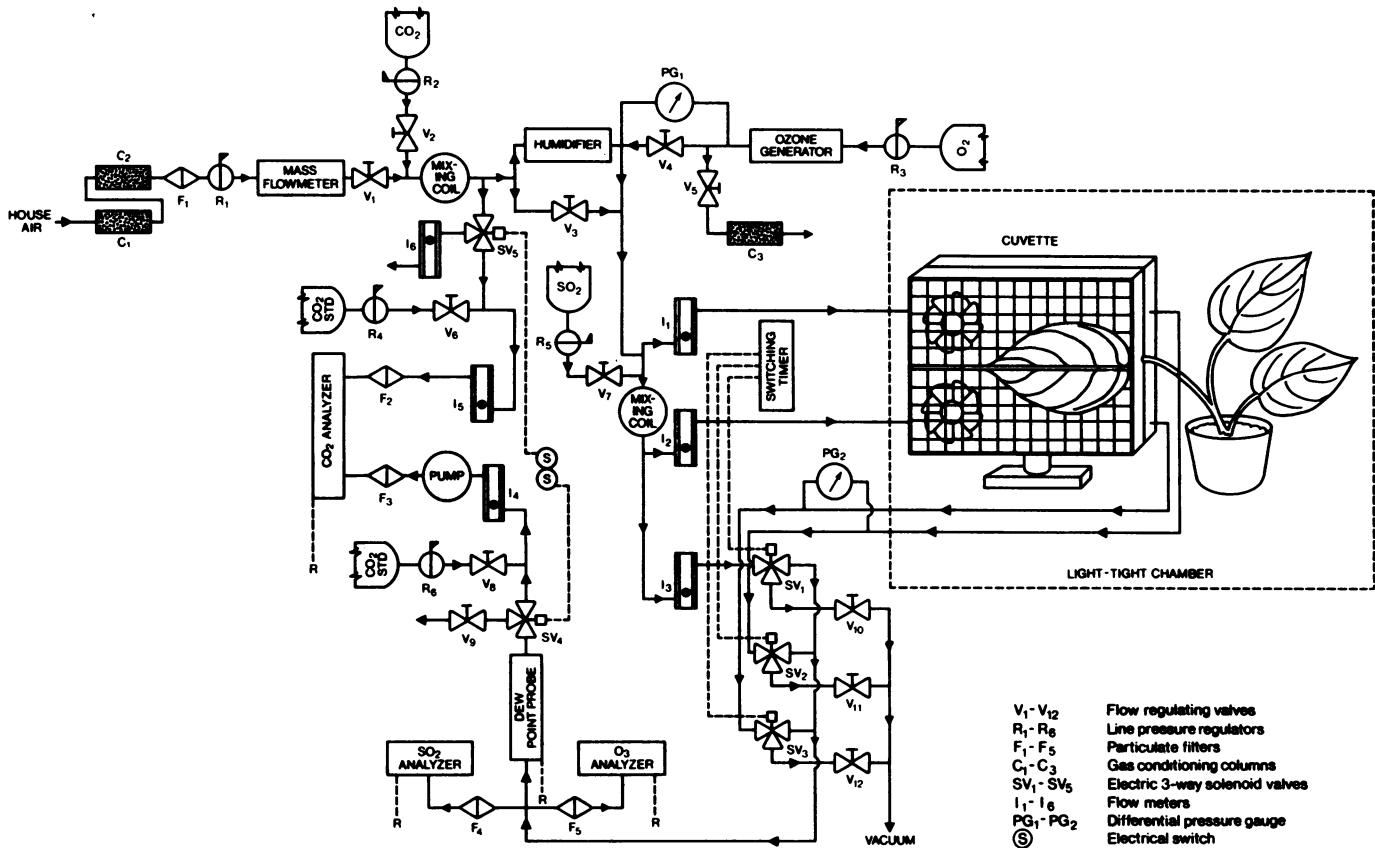 CO2
R2
V2
PG1
HUMIDIFIER
V4
OZONE
GENERATOR
R3
O2
C2
F1
R1
MASS
FLOWMETER
V1
MIX-
ING
COIL
V5
HOUSE
AIR
C1
V3
C3
I6
SV5
CUVETTE
CO2
STD
R4
V6
SO2
R5
V7
I1
SWITCHING
TIMER
CO2 ANALYZER
F2
I5
MIX-
ING
COIL
I2
F3
PUMP
I4
S
S
PG2
R
CO2
STD
R6
V8
I3
SV1
V10
LIGHT-TIGHT CHAMBER
V9
SV4
SV2
V11
DEW
POINT PROBE
SV3
V12
SO2
ANALYZER
O3
ANALYZER
R
F4
R
F5
R
VACUUM
V1 - V12 Flow regulating valves
R1 - R6 Line pressure regulators
F1 - F5 Particulate filters
C1 - C3 Gas conditioning columns
SV1 - SV5 Electric 3-way solenoid valves
I1 - I6 Flow meters
PG1 - PG2 Differential pressure gauge
S Electrical switch